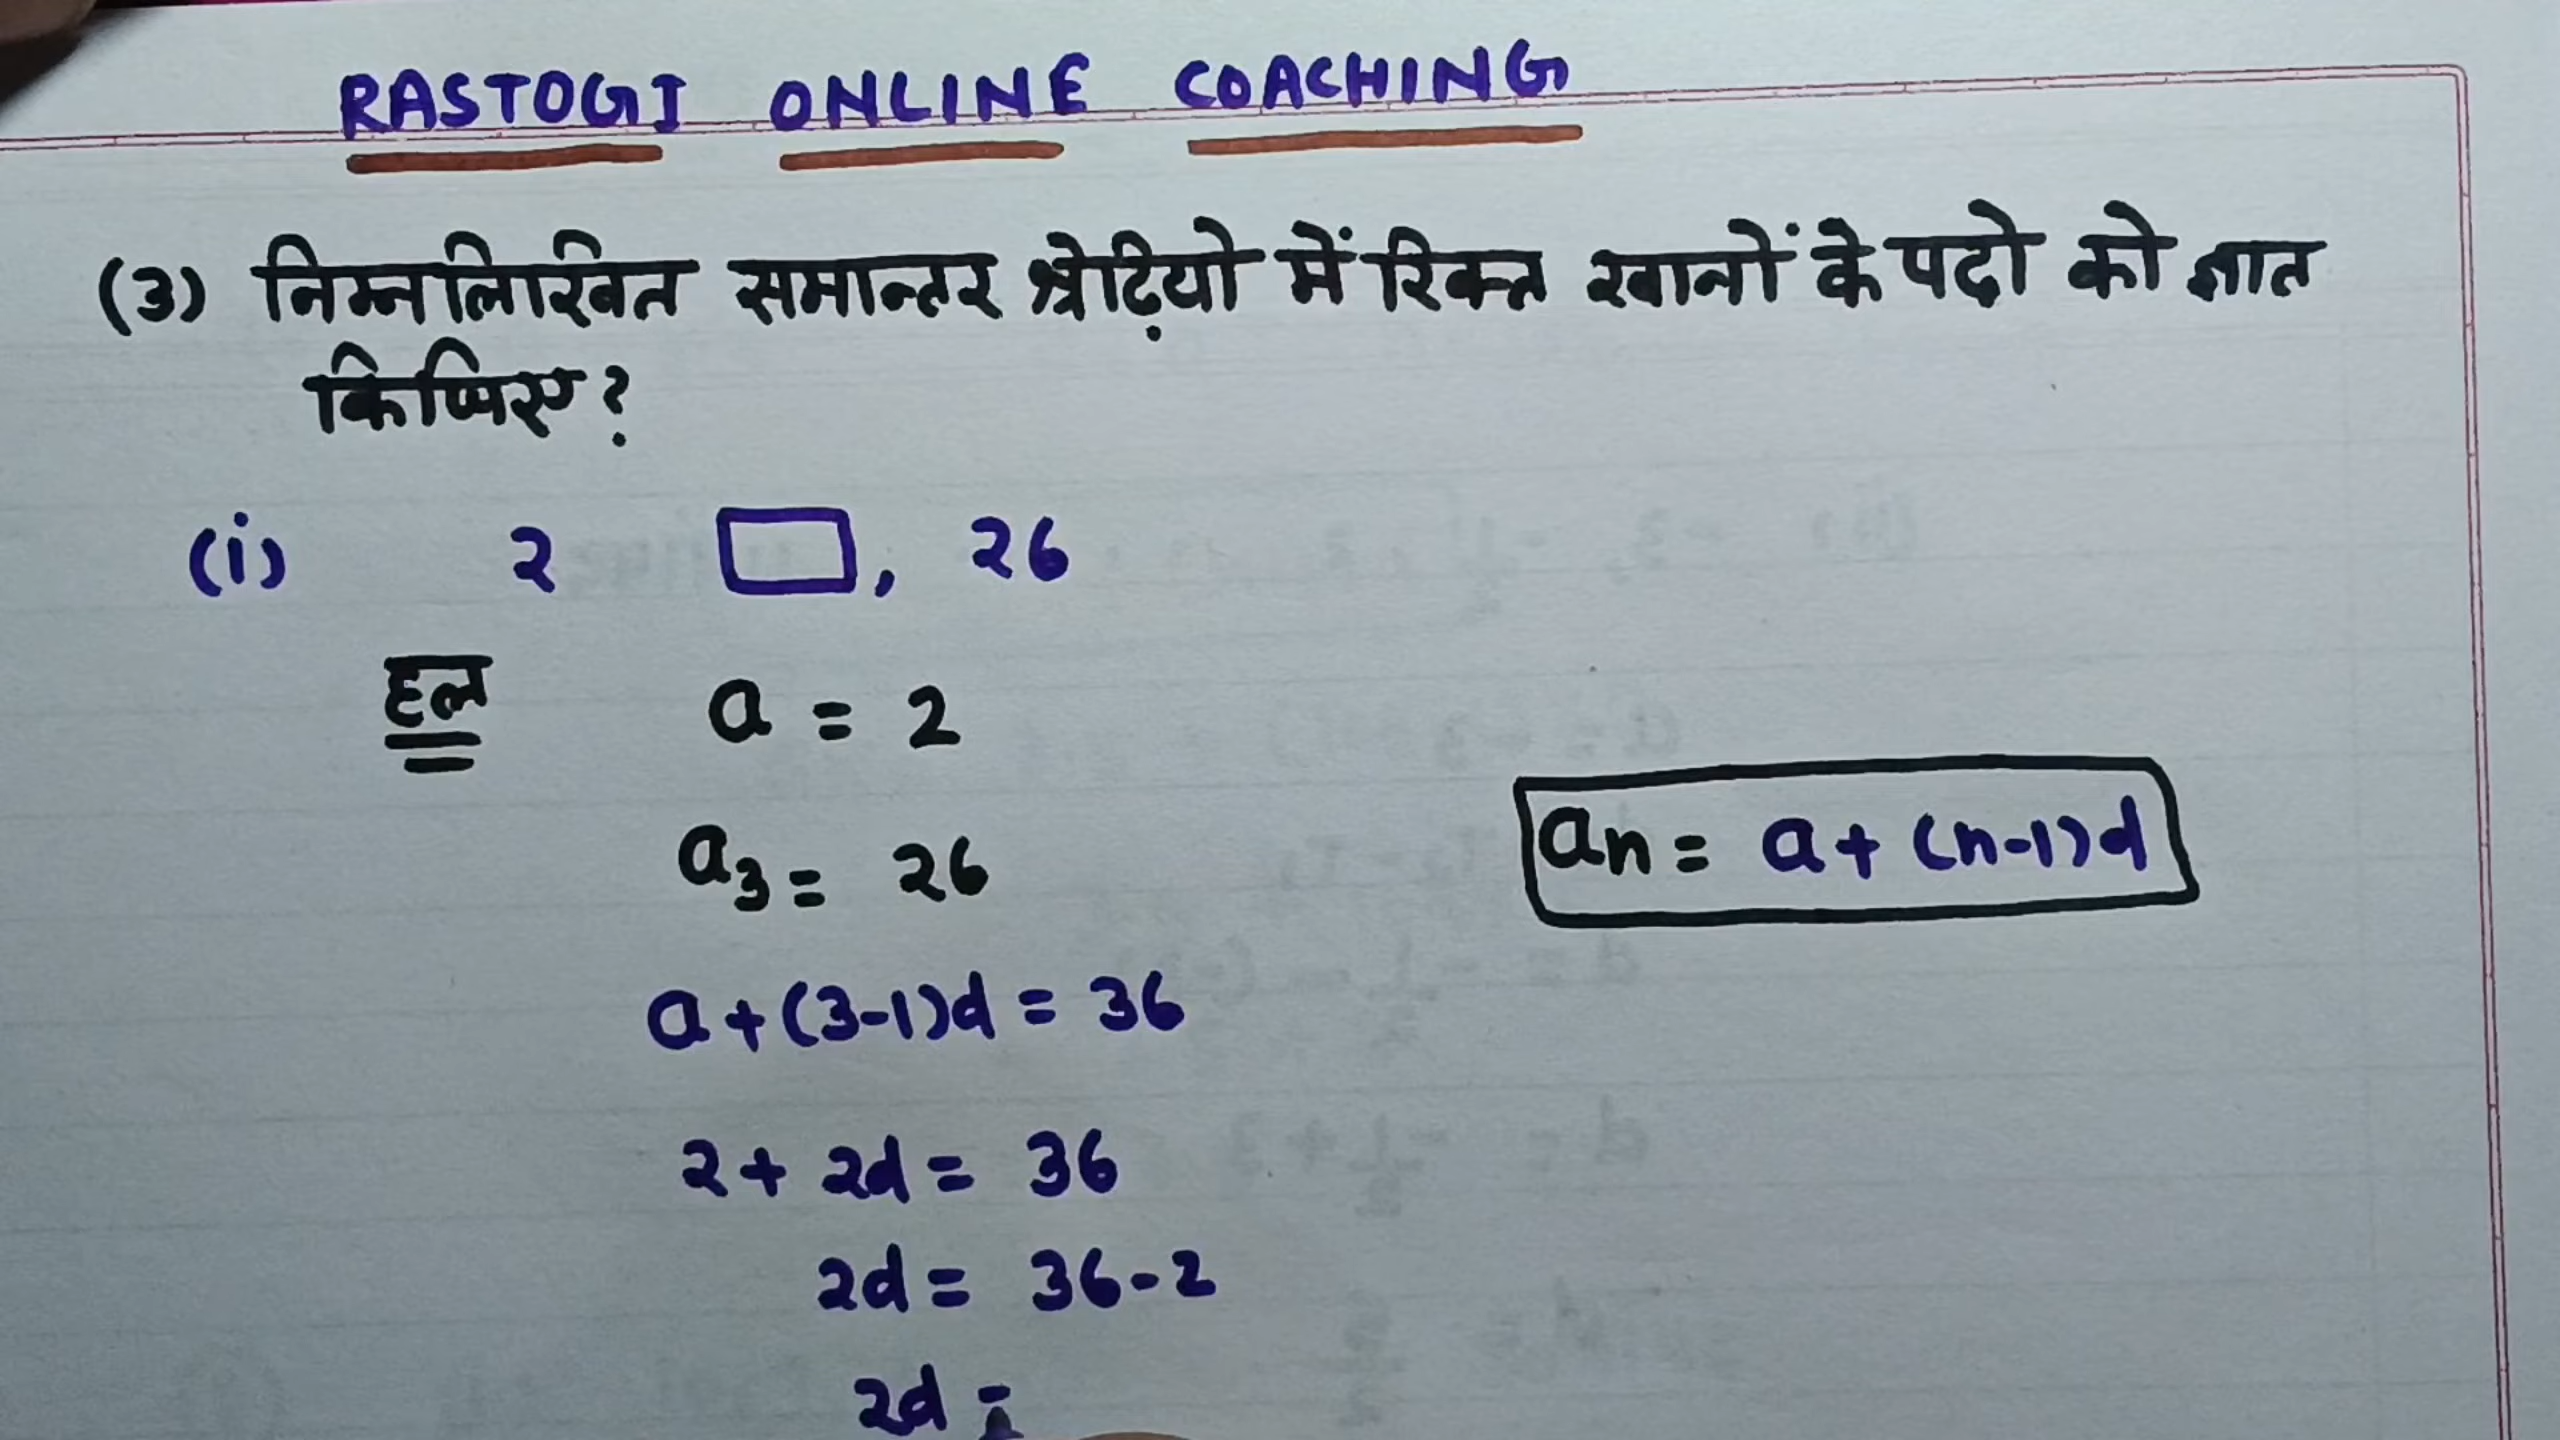 RASTOGI ONLINE COACHING
(3) निम्नलिखित समान्तर श्रेढ़ियो में रिक्त खानों के पदो को ज्ञात
किजिए?
(i) 2 , 26
हल a = 2
a3 = 26
an = a + (n-1)d
a + (3-1)d = 36
2 + 2d = 36
2d = 36-2
2d =